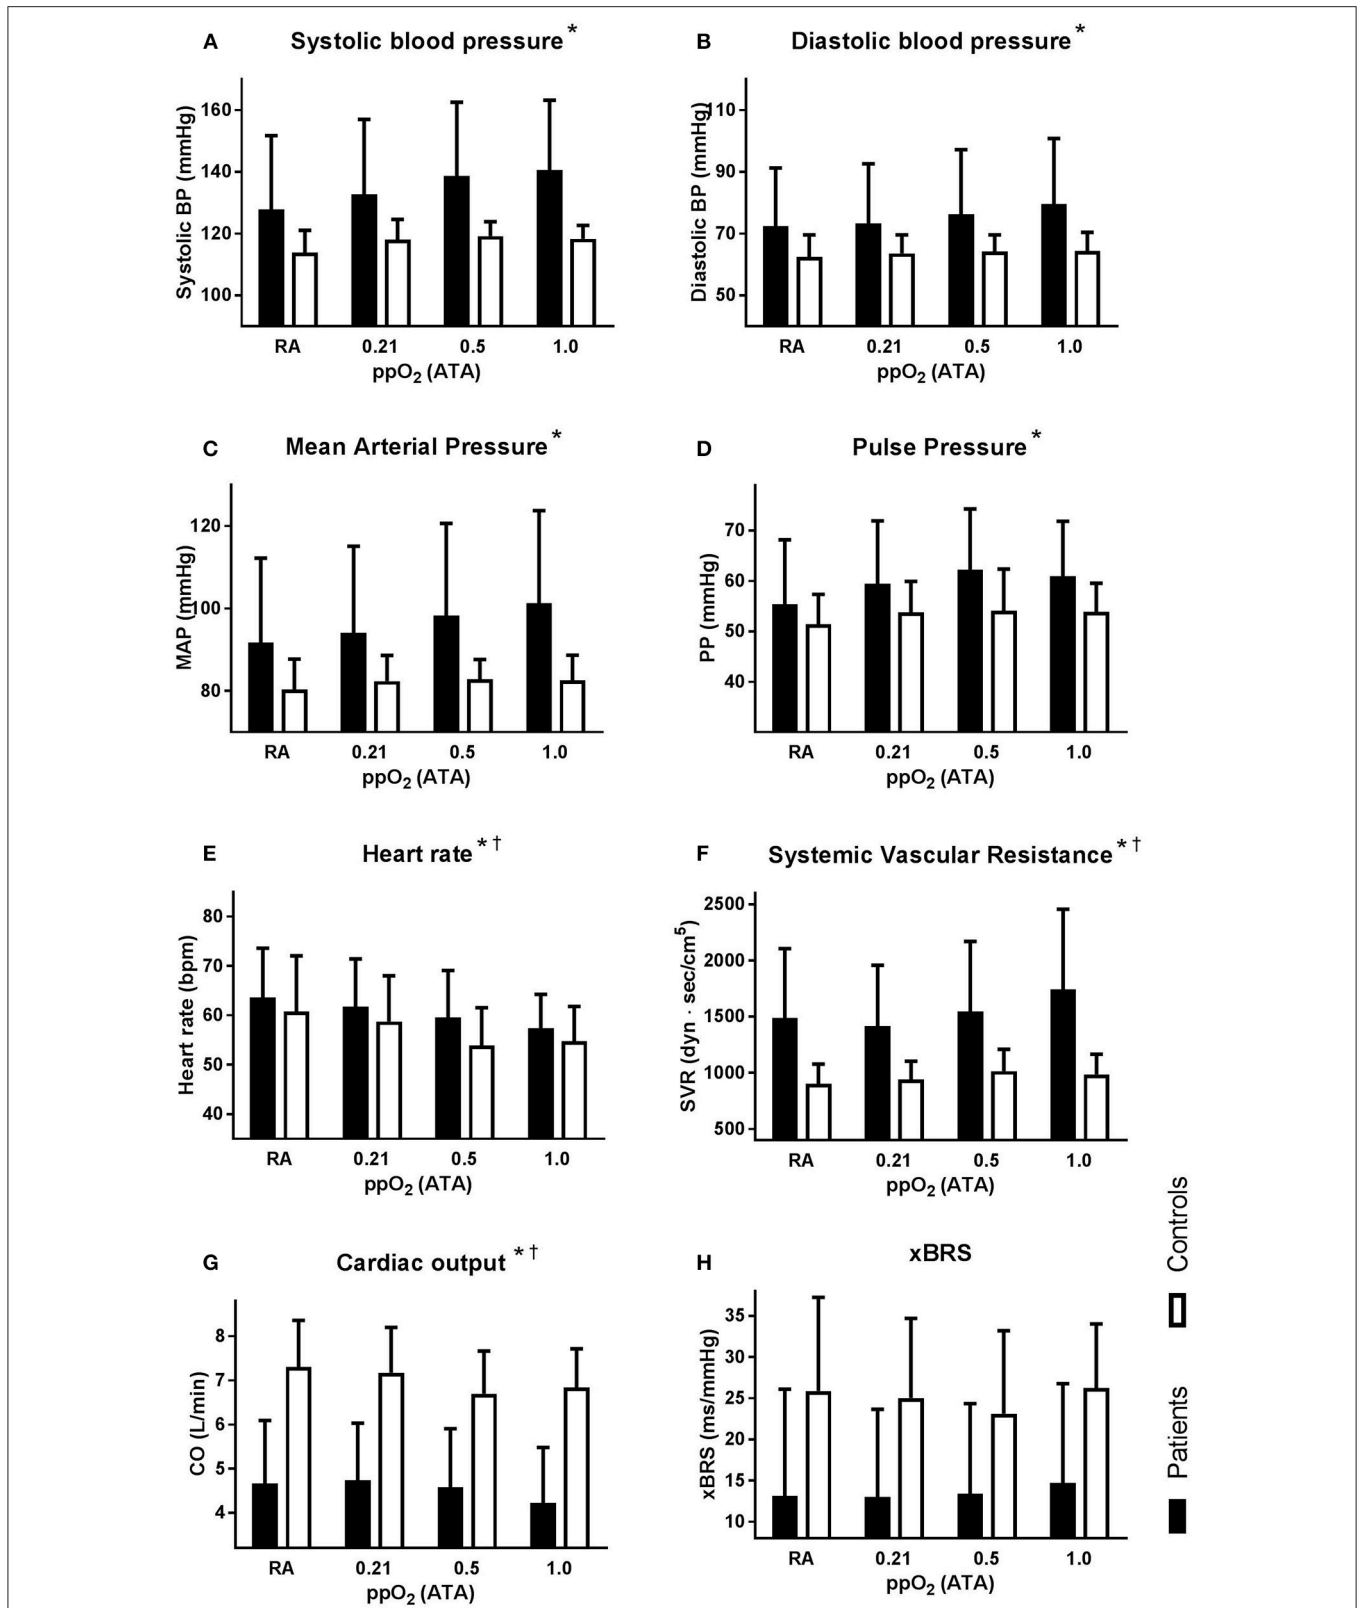 A Systolic blood pressure*
160
140
120
100
Systolic BP (mmHg)
RA 0.21 0.5 1.0
ppO2 (ATA)
B Diastolic blood pressure*
110
90
70
50
Diastolic BP (mmHg)
RA 0.21 0.5 1.0
ppO2 (ATA)
C Mean Arterial Pressure*
120
100
80
MAP (mmHg)
RA 0.21 0.5 1.0
ppO2 (ATA)
D Pulse Pressure*
70
60
50
40
PP (mmHg)
RA 0.21 0.5 1.0
ppO2 (ATA)
E Heart rate*†
80
70
60
50
40
Heart rate (bpm)
RA 0.21 0.5 1.0
ppO2 (ATA)
F Systemic Vascular Resistance*†
2500
2000
1500
1000
500
SVR (dyn · sec/cm5)
RA 0.21 0.5 1.0
ppO2 (ATA)
G Cardiac output *†
8
7
6
5
4
CO (L/min)
RA 0.21 0.5 1.0
ppO2 (ATA)
H xBRS
35
30
25
20
15
10
xBRS (ms/mmHg)
RA 0.21 0.5 1.0
ppO2 (ATA)
Patients
Controls